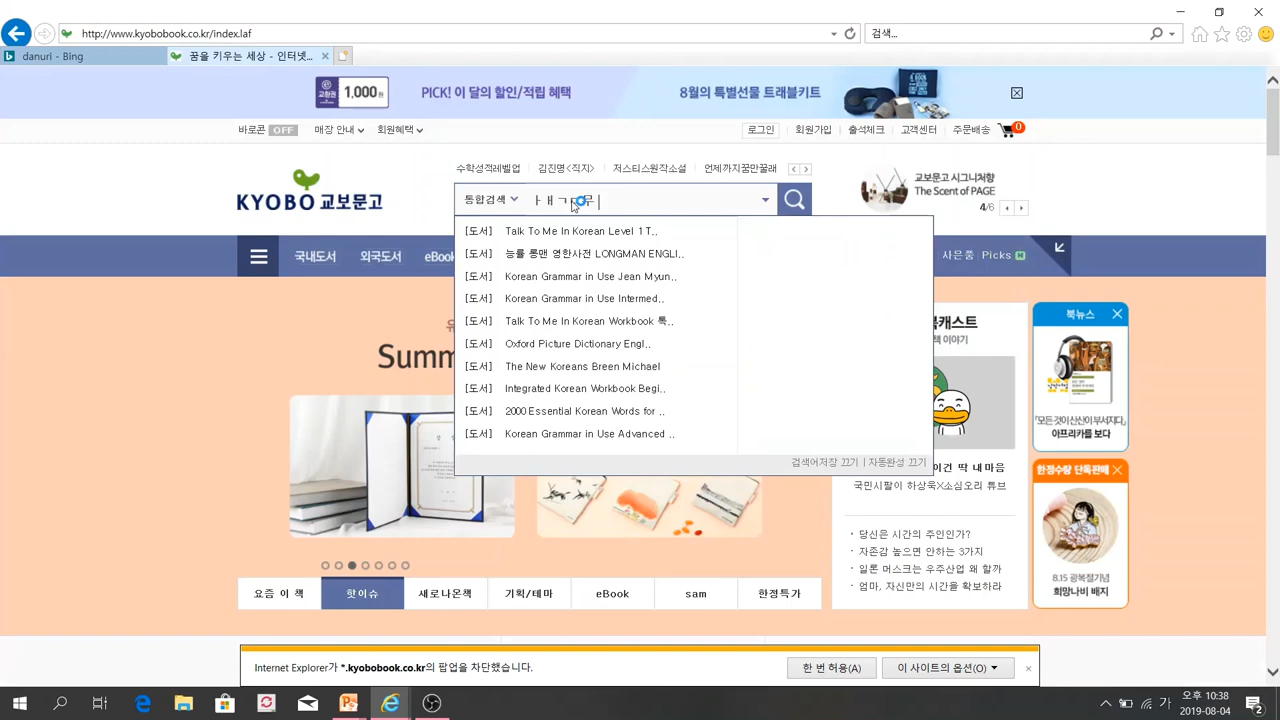 http://www.kyobobook.co.kr/index.laf
검색...
danuri - Bing
꿈을 키우는 세상 - 인터넷...
교환권 1,000원
PICK! 이 달의 할인/적립 혜택
8월의 특별선물 트래블키트
바로콘 OFF 매장 안내 회원혜택
로그인 회원가입 출석체크 고객센터 주문배송 0
수학성적레벨업 김진명<직지> 저스티스원작소설 언제까지꿈만꿀래
KYOBO 교보문고
통합검색
교보문고 시그니처향
The Scent of PAGE
4/6
[도서] Talk To Me In Korean Level 1 T..
[도서] 능률 롱맨 영한사전 LONGMAN ENGLI..
[도서] Korean Grammar in Use Jean Myun..
[도서] Korean Grammar in Use Intermed..
[도서] Talk To Me In Korean Workbook 톡..
[도서] Oxford Picture Dictionary Engl..
[도서] The New Koreans Breen Michael
[도서] Integrated Korean Workbook Begi..
[도서] 2000 Essential Korean Words for ..
[도서] Korean Grammar in Use Advanced ..
검색어저장 끄기 | 자동완성 끄기
국내도서 외국도서 eBook
사은품 Picks N
Summ
북캐스트
책 이야기
이건 딱 내마음
국민시팔이 하상욱X소심오리 튜브
· 당신은 시간의 주인인가?
· 자존감 높으면 안하는 3가지
· 일론 머스크는 우주산업 왜 할까
· 엄마, 자신만의 시간을 확보하라
북뉴스
「모든 것이 산산이 부서지다」
아프리카를 보다
한정수량 단독판매
8.15 광복절기념
희망나비 배지
요즘 이 책 핫이슈 새로나온책 기획/테마 eBook sam 한정특가
Internet Explorer가 *.kyobobook.co.kr의 팝업을 차단했습니다.
한 번 허용(A)
이 사이트의 옵션(O)
가
오후 10:38
2019-08-04
2